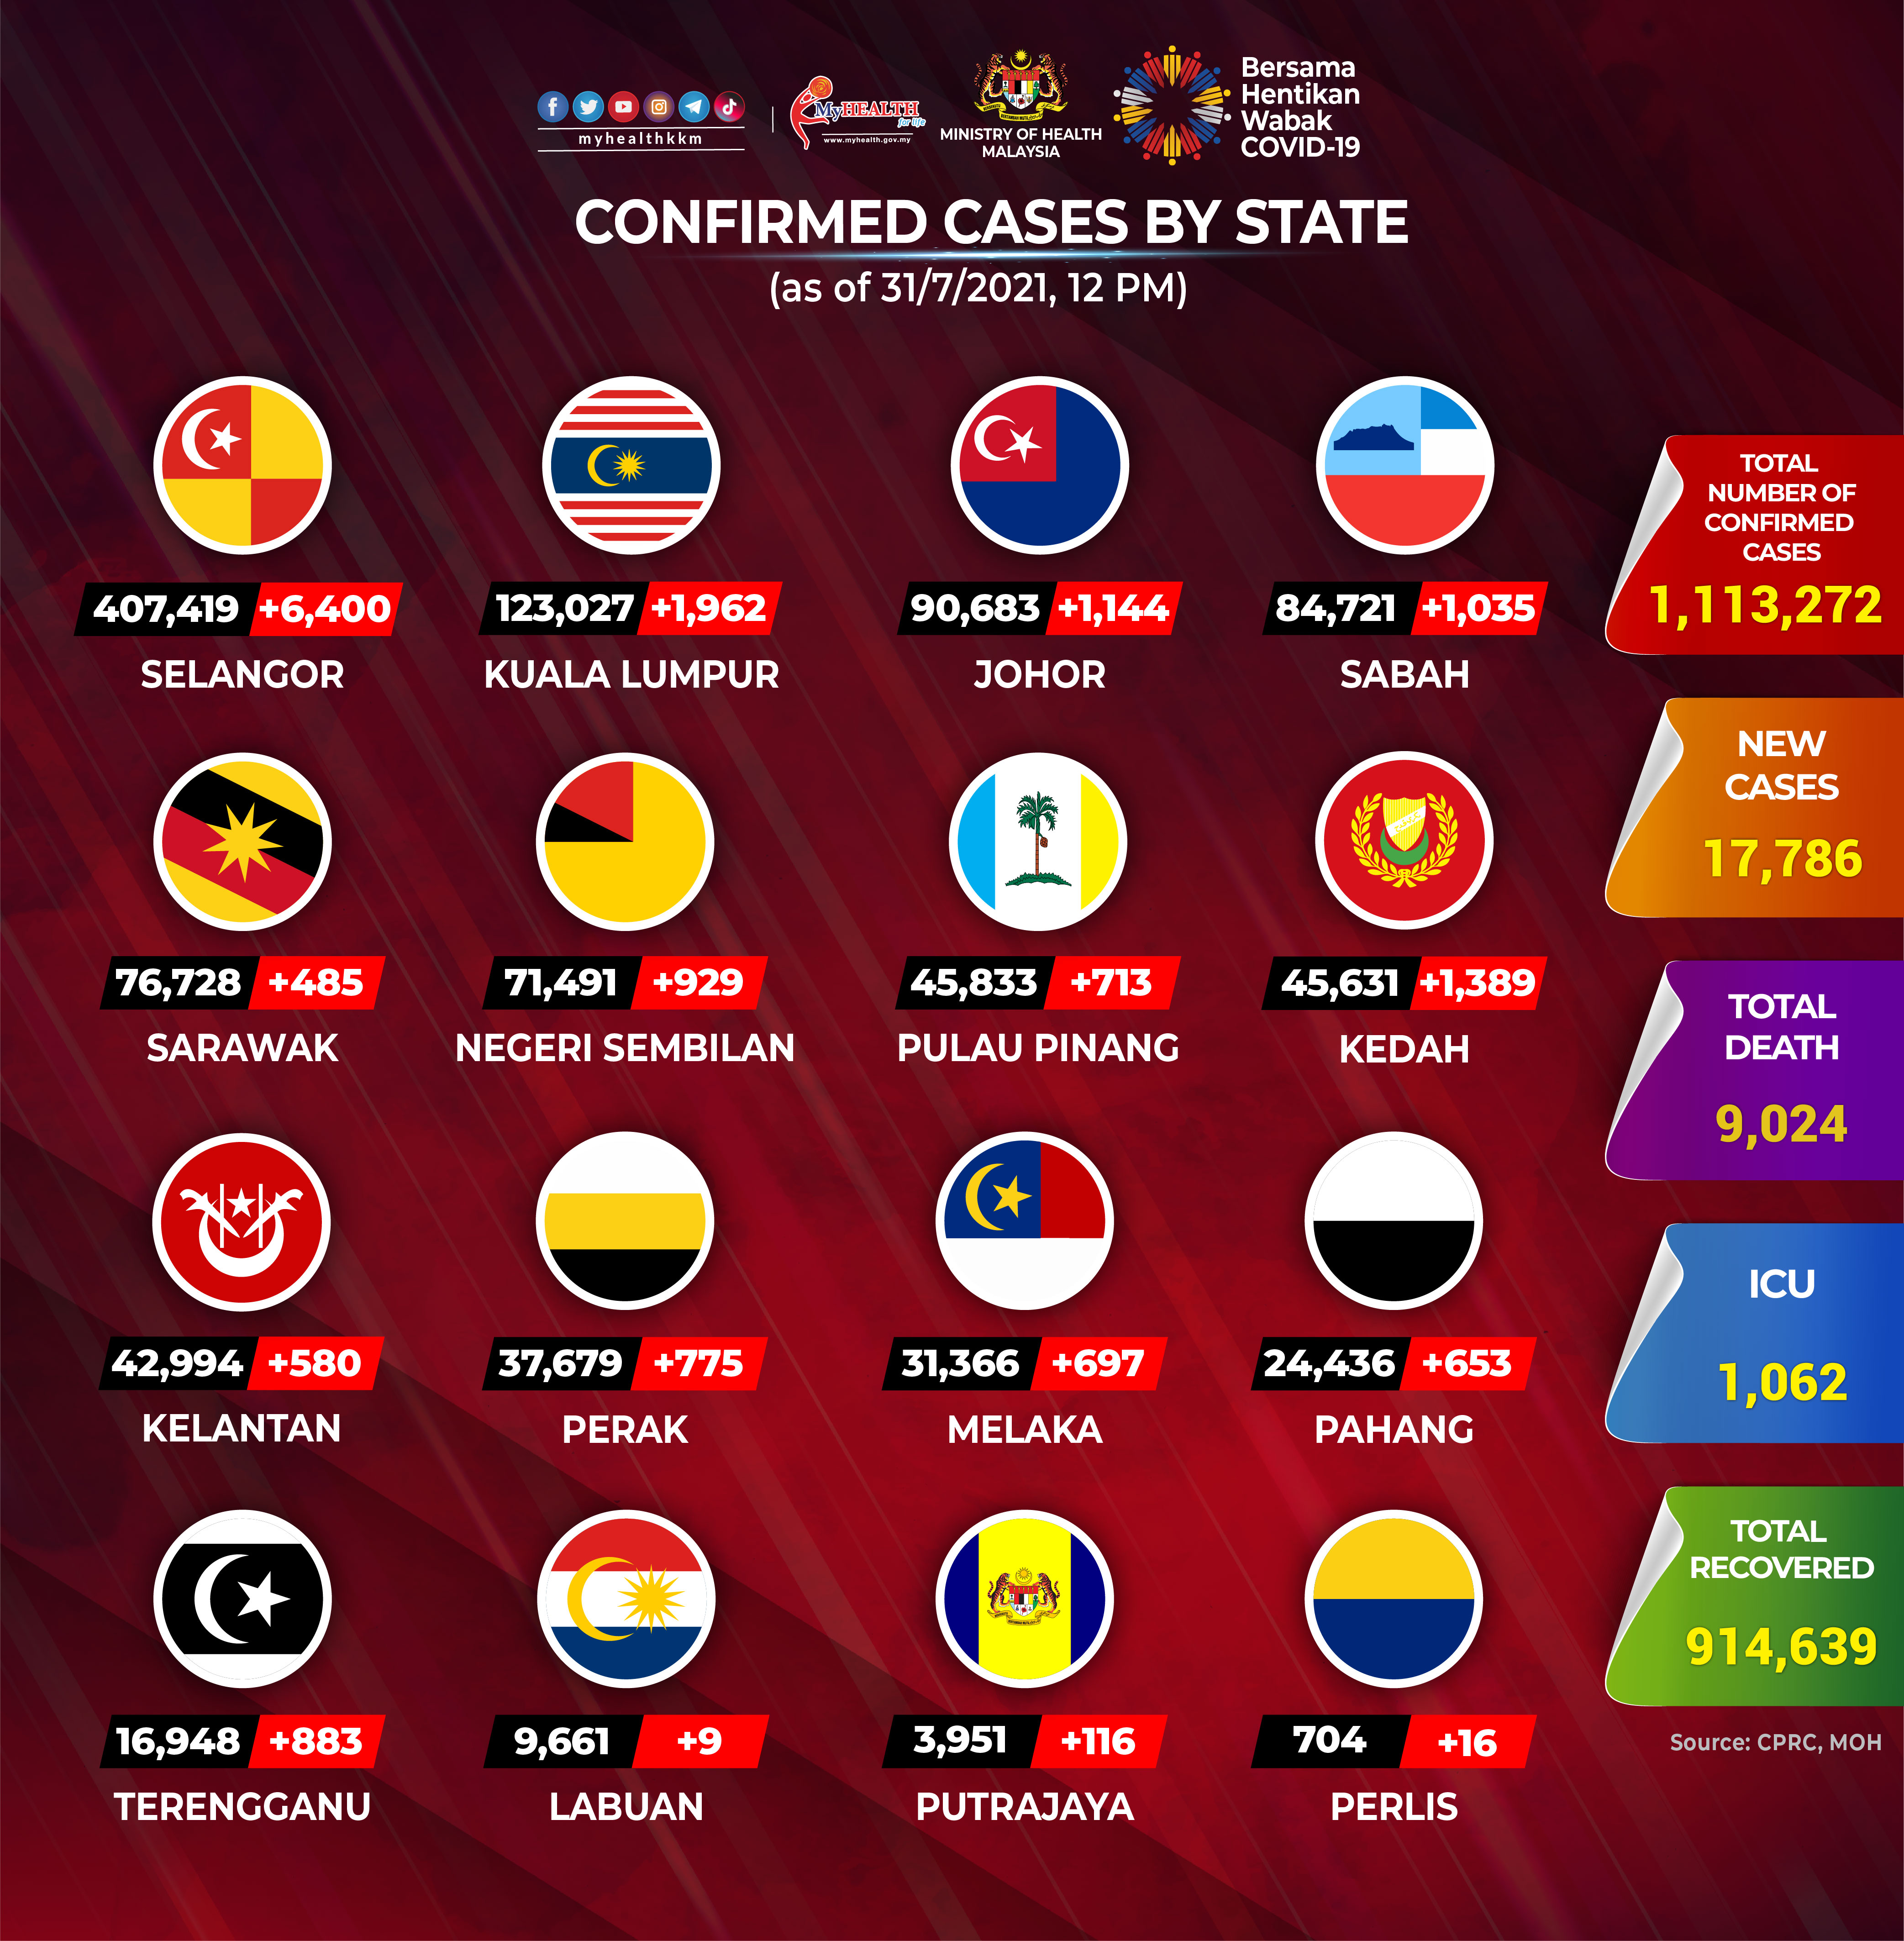 myhealthkkm
MyHEALTH
for life
www.myhealth.gov.my
MINISTRY OF HEALTH
MALAYSIA
Bersama
Hentikan
Wabak
COVID-19
CONFIRMED CASES BY STATE
(as of 31/7/2021, 12 PM)
407,419 +6,400
SELANGOR
123,027 +1,962
KUALA LUMPUR
90,683 +1,144
JOHOR
84,721 +1,035
SABAH
76,728 +485
SARAWAK
71,491 +929
NEGERI SEMBILAN
45,833 +713
PULAU PINANG
45,631 +1,389
KEDAH
42,994 +580
KELANTAN
37,679 +775
PERAK
31,366 +697
MELAKA
24,436 +653
PAHANG
16,948 +883
TERENGGANU
9,661 +9
LABUAN
3,951 +116
PUTRAJAYA
704 +16
PERLIS
TOTAL
NUMBER OF
CONFIRMED
CASES
1,113,272
NEW
CASES
17,786
TOTAL
DEATH
9,024
ICU
1,062
TOTAL
RECOVERED
914,639
Source: CPRC, MOH